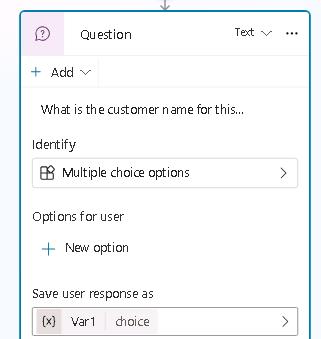 Question
Text
Add
What is the customer name for this...
Identify
Multiple choice options
Options for user
New option
Save user response as
{x} Var1 choice